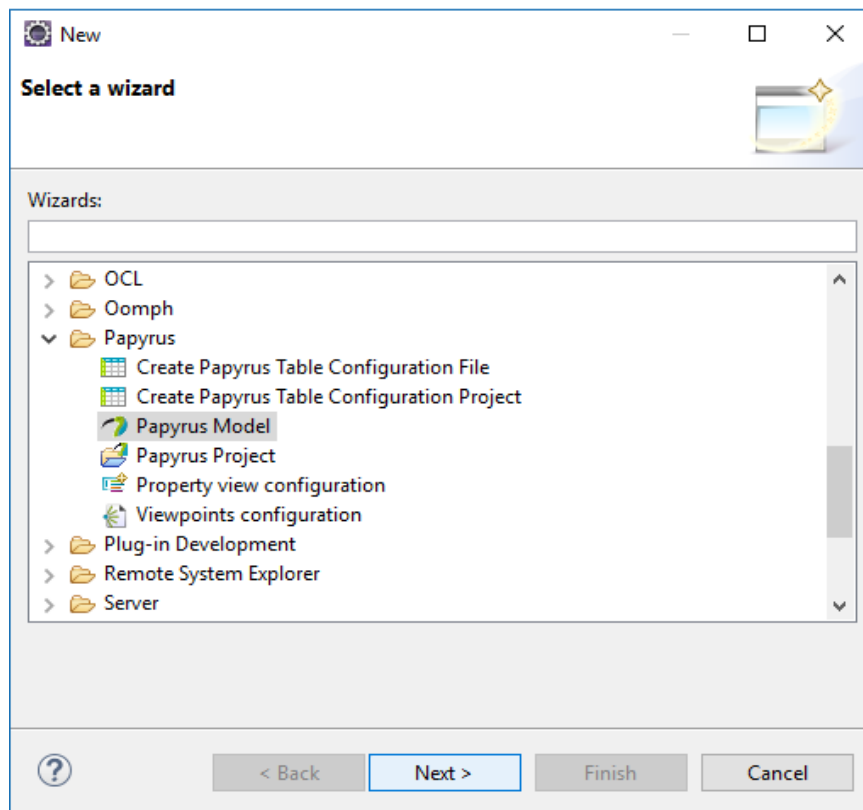 New
Select a wizard
Wizards:
OCL
Oomph
Papyrus
Create Papyrus Table Configuration File
Create Papyrus Table Configuration Project
Papyrus Model
Papyrus Project
Property view configuration
Viewpoints configuration
Plug-in Development
Remote System Explorer
Server
? < Back Next > Finish Cancel